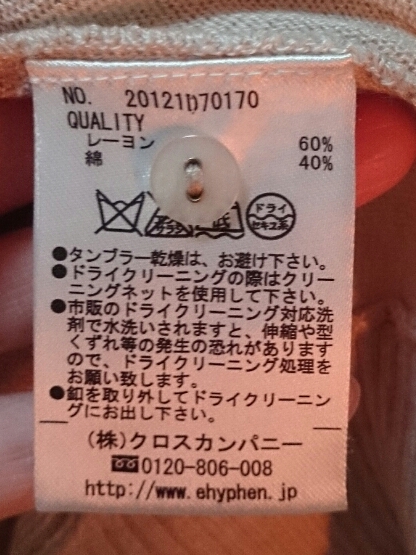 NO. 20121b70170
QUALITY
レーヨン 60%
綿 40%
ドライ
セキユ系
●タンブラー乾燥は、お避け下さい。
●ドライクリーニングの際はクリー
ニングネットを使用して下さい。
●市販のドライクリーニング対応洗
剤で水洗いされますと、伸縮や型
くずれ等の発生の恐れがあります
ので、ドライクリーニング処理を
お願い致します。
●釦を取り外してドライクリーニン
グにお出し下さい。
(株)クロスカンパニー
0120-806-008
http://www.ehyphen.jp